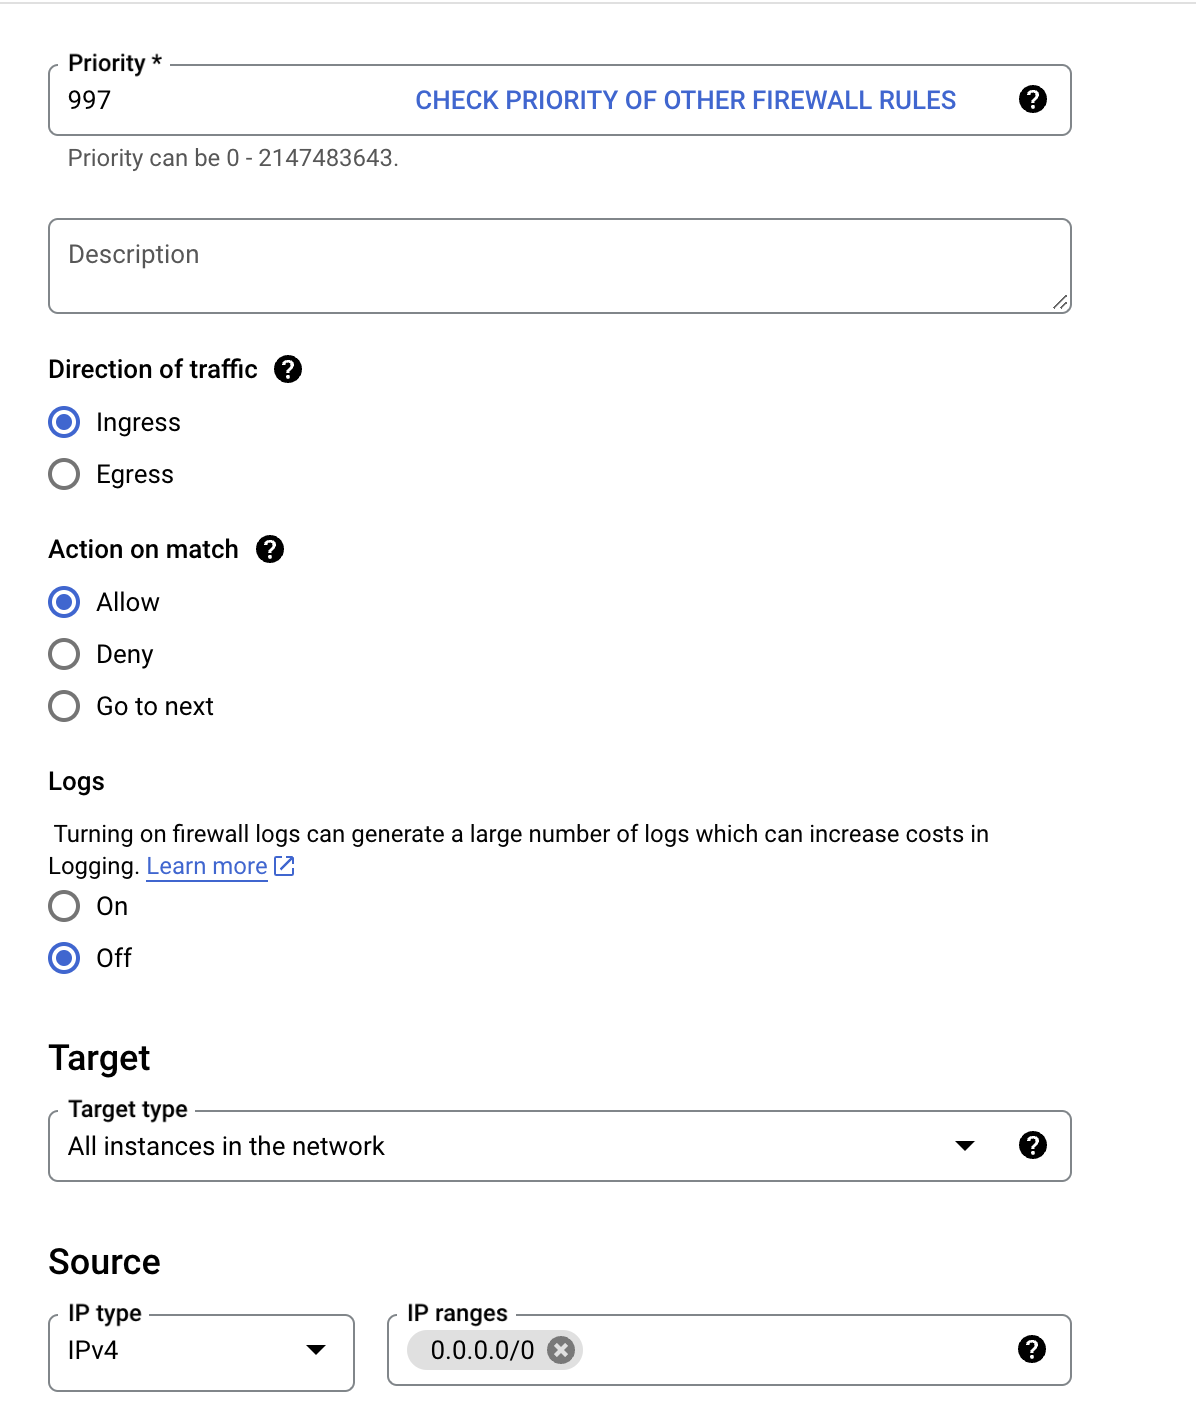 Priority *
997 CHECK PRIORITY OF OTHER FIREWALL RULES
Priority can be 0 - 2147483643.
Description
Direction of traffic
Ingress
Egress
Action on match
Allow
Deny
Go to next
Logs
Turning on firewall logs can generate a large number of logs which can increase costs in
Logging. Learn more
On
Off
Target
Target type
All instances in the network
Source
IP type
IPv4
IP ranges
0.0.0.0/0